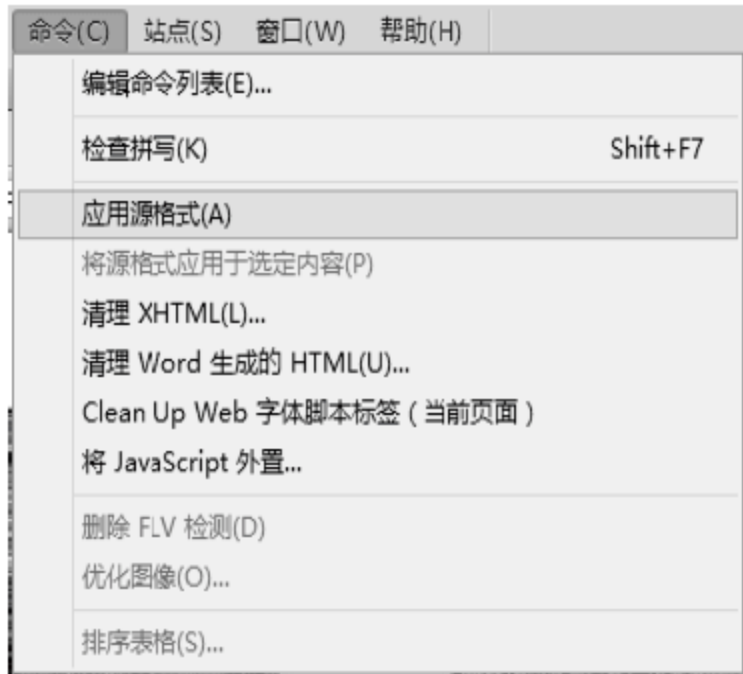 命令(C) 站点(S) 窗口(W) 帮助(H)
编辑命令列表(E)...
检查拼写(K) Shift+F7
应用源格式(A)
将源格式应用于选定内容(P)
清理 XHTML(L)...
清理 Word 生成的 HTML(U)...
Clean Up Web 字体脚本标签 ( 当前页面 )
将 JavaScript 外置...
删除 FLV 检测(D)
优化图像(O)...
排序表格(S)...